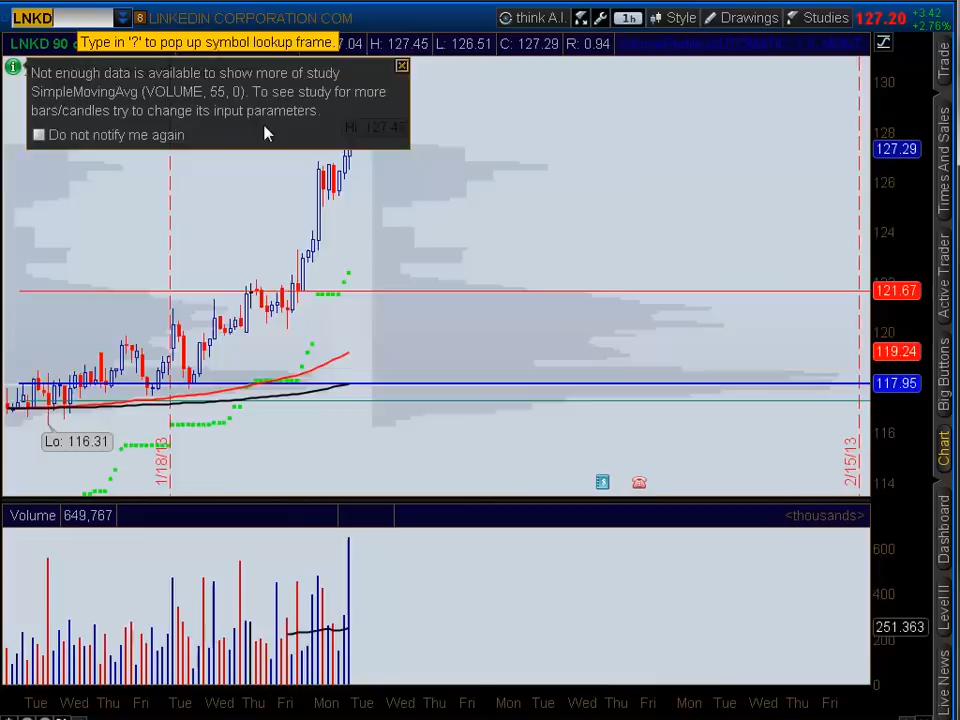 LNKD
8 LINKEDIN CORPORATION COM
think A.I.
1h
Style
Drawings
Studies
127.20
+3.42
+2.76%
Type in '?' to pop up symbol lookup frame.
LNKD 90
7.04 H: 127.45 L: 126.51 C: 127.29 R: 0.94
Not enough data is available to show more of study
SimpleMovingAvg (VOLUME, 55, 0). To see study for more
bars/candles try to change its input parameters.
Do not notify me again
Lo: 116.31
1/18/13
2/15/13
130
128
127.29
126
124
121.67
120
119.24
117.95
116
114
Volume 649,767
<thousands>
600
400
251.363
200
0
Tue Wed Thu Fri Tue Wed Thu Fri Mon Tue Wed Thu Fri Mon Tue Wed Thu Fri Mon Tue Wed Thu Fri
Trade
Times And Sales
Active Trader
Big Buttons
Chart
Dashboard
Level II
Live News